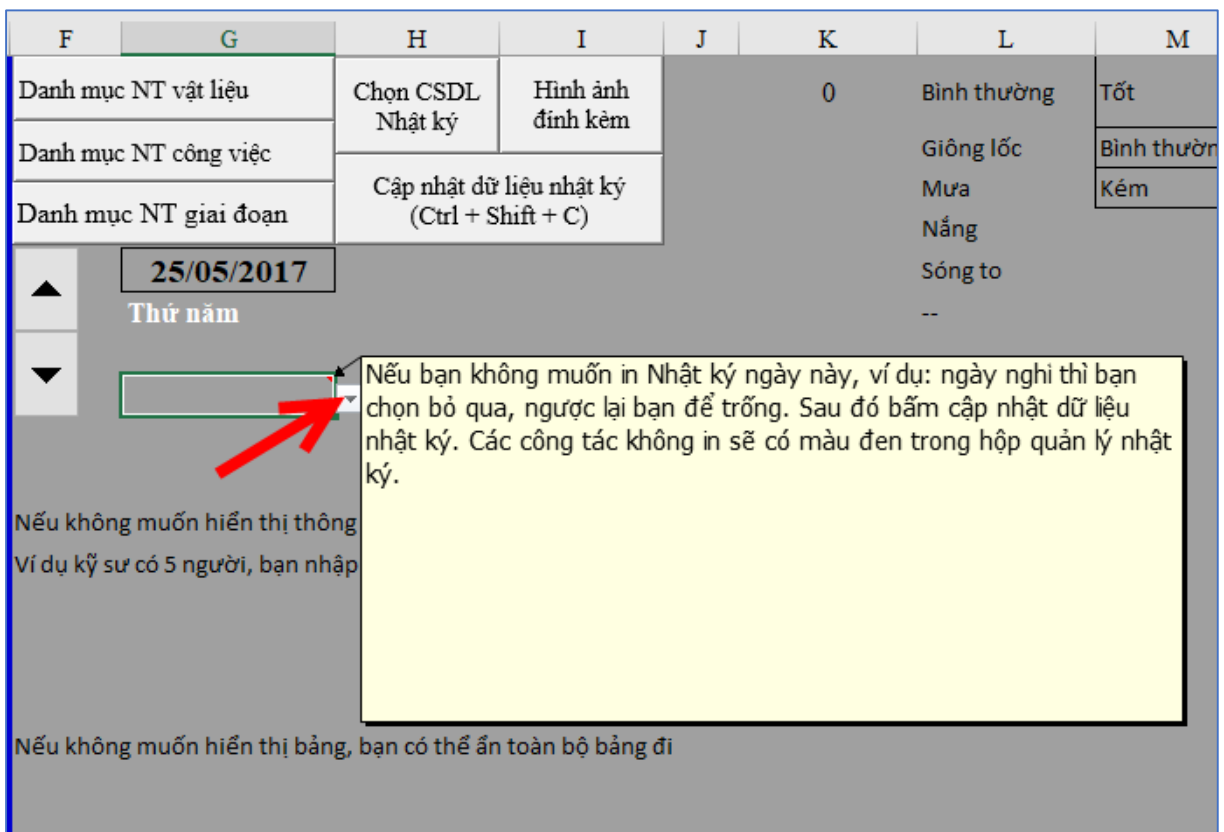 F G H I J K L M
Danh mục NT vật liệu
Chọn CSDL
Nhật ký
Hình ảnh
đính kèm
0
Bình thường
Tốt
Danh mục NT công việc
Giông lốc
Bình thườn
Cập nhật dữ liệu nhật ký
(Ctrl + Shift + C)
Mưa
Kém
Danh mục NT giai đoạn
Nắng
25/05/2017
Sóng to
Thứ năm
--
Nếu bạn không muốn in Nhật ký ngày này, ví dụ: ngày nghỉ thì bạn
chọn bỏ qua, ngược lại bạn để trống. Sau đó bấm cập nhật dữ liệu
nhật ký. Các công tác không in sẽ có màu đen trong hộp quản lý nhật
ký.
Nếu không muốn hiển thị thông
Ví dụ kỹ sư có 5 người, bạn nhập
Nếu không muốn hiển thị bảng, bạn có thể ẩn toàn bộ bảng đi